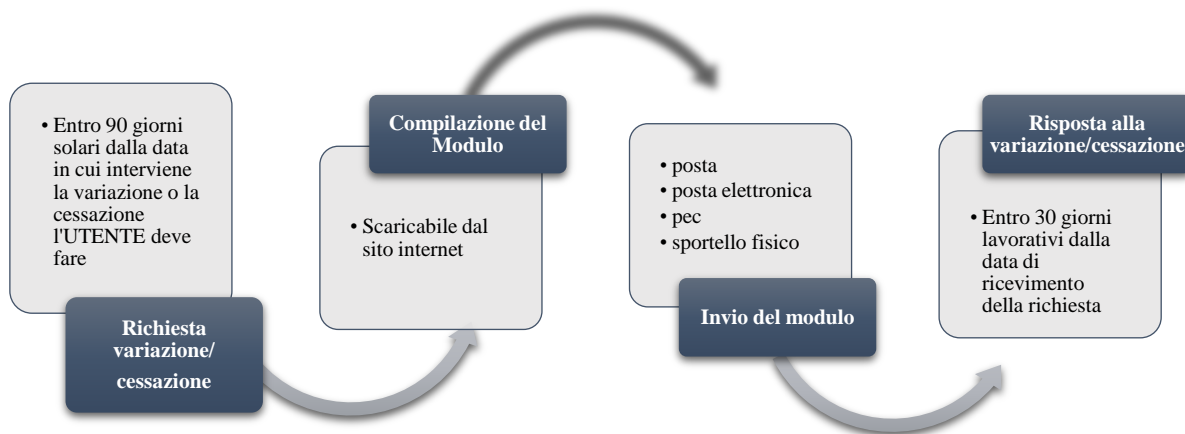 • Entro 90 giorni
solari dalla data
in cui interviene
la variazione o la
cessazione
l'UTENTE deve
fare
Richiesta
variazione/
cessazione
Compilazione del
Modulo
• Scaricabile dal
sito internet
• posta
• posta elettronica
• pec
• sportello fisico
Invio del modulo
Risposta alla
variazione/cessazione
• Entro 30 giorni
lavorativi dalla
data di
ricevimento
della richiesta